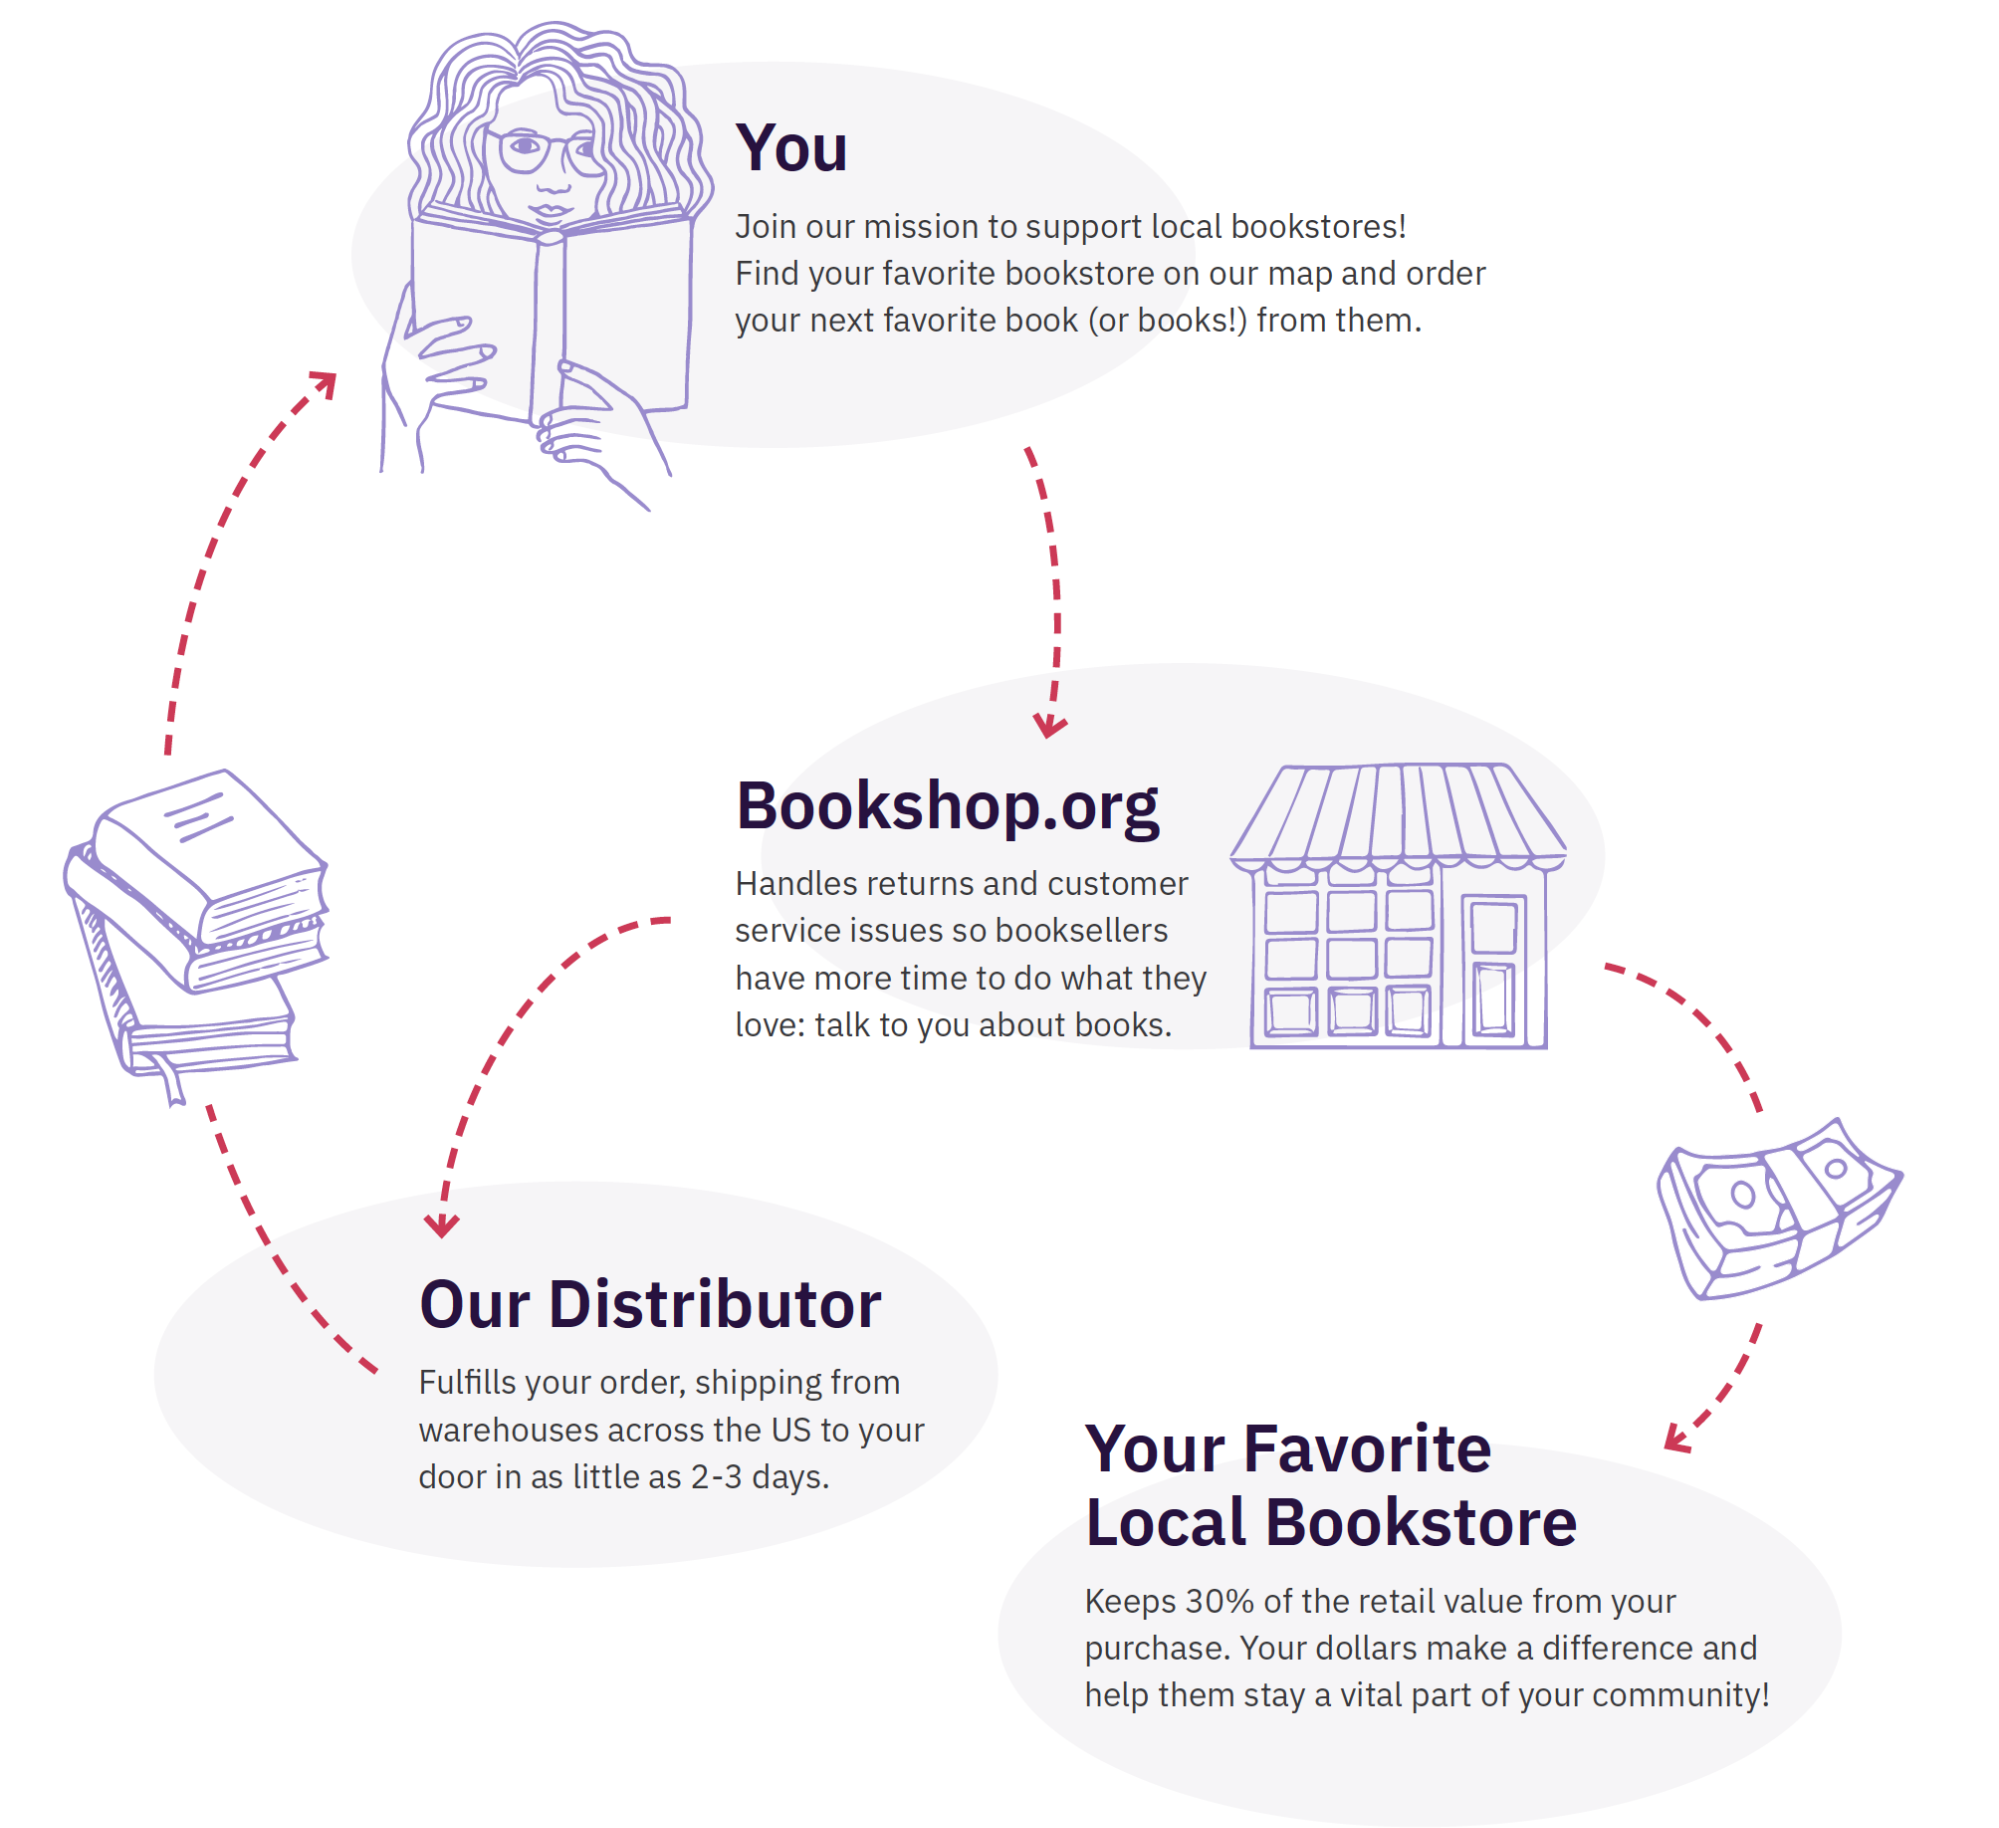 You
Join our mission to support local bookstores!
Find your favorite bookstore on our map and order
your next favorite book (or books!) from them.
Bookshop.org
Handles returns and customer
service issues so booksellers
have more time to do what they
love: talk to you about books.
Our Distributor
Fulfills your order, shipping from
warehouses across the US to your
door in as little as 2-3 days.
Your Favorite
Local Bookstore
Keeps 30% of the retail value from your
purchase. Your dollars make a difference and
help them stay a vital part of your community!